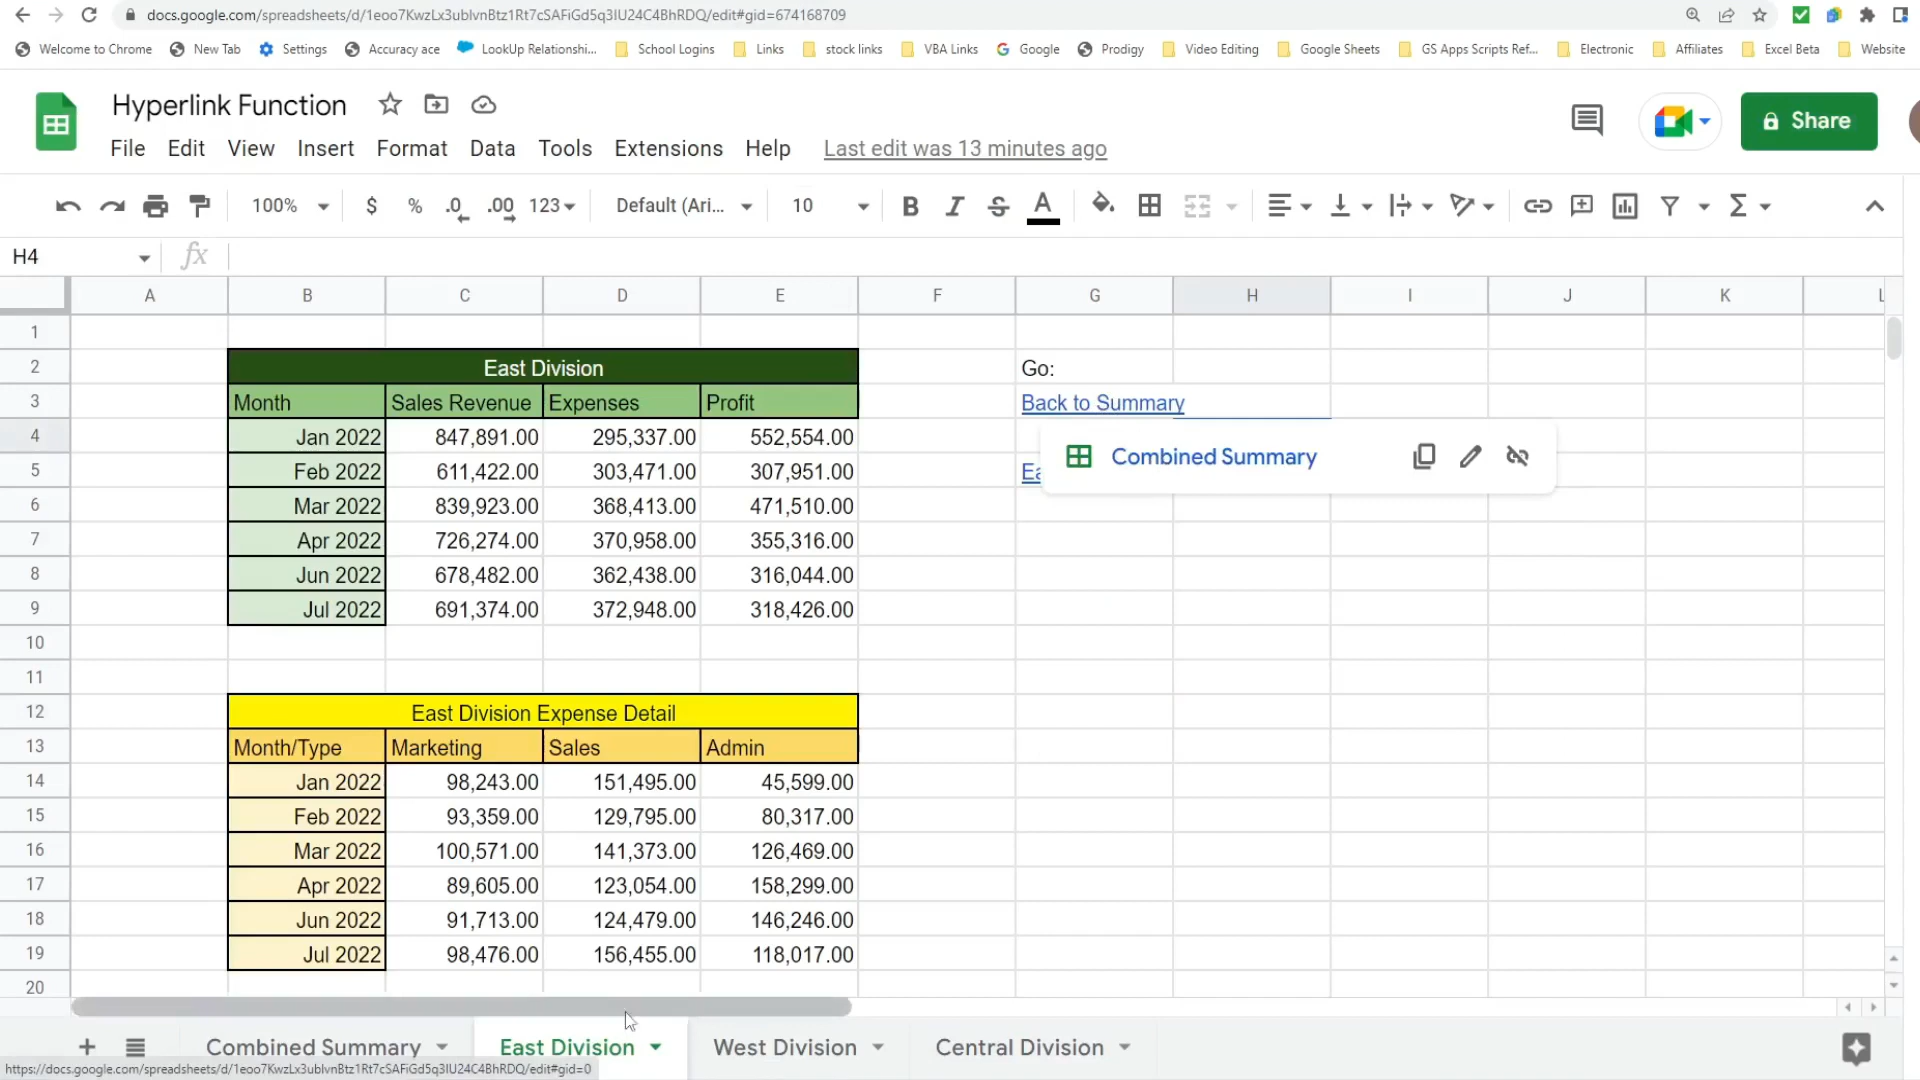 docs.google.com/spreadsheets/d/1eoo7KwzLx3ublvnBtz1Rt7cSAFiGd5q3IU24C4BhRDQ/edit#gid=674168709
Welcome to Chrome New Tab Settings Accuracy ace LookUp Relationshi... School Logins Links stock links VBA Links Google Prodigy Video Editing Google Sheets GS Apps Scripts Ref... Electronic Affiliates Excel Beta Website
Hyperlink Function
File Edit View Insert Format Data Tools Extensions Help Last edit was 13 minutes ago
Share
100% $ % .0 .00 123 Default (Ari... 10 B I S A Σ
H4 fx
A B C D E F G H I J K L
1
2 East Division Go:
3 Month Sales Revenue Expenses Profit Back to Summary
4 Jan 2022 847,891.00 295,337.00 552,554.00
Combined Summary
5 Feb 2022 611,422.00 303,471.00 307,951.00 Ea
6 Mar 2022 839,923.00 368,413.00 471,510.00
7 Apr 2022 726,274.00 370,958.00 355,316.00
8 Jun 2022 678,482.00 362,438.00 316,044.00
9 Jul 2022 691,374.00 372,948.00 318,426.00
10
11
12 East Division Expense Detail
13 Month/Type Marketing Sales Admin
14 Jan 2022 98,243.00 151,495.00 45,599.00
15 Feb 2022 93,359.00 129,795.00 80,317.00
16 Mar 2022 100,571.00 141,373.00 126,469.00
17 Apr 2022 89,605.00 123,054.00 158,299.00
18 Jun 2022 91,713.00 124,479.00 146,246.00
19 Jul 2022 98,476.00 156,455.00 118,017.00
20
+ Combined Summary East Division West Division Central Division
https://docs.google.com/spreadsheets/d/1eoo7KwzLx3ublvnBtz1Rt7cSAFiGd5q3IU24C4BhRDQ/edit#gid=0